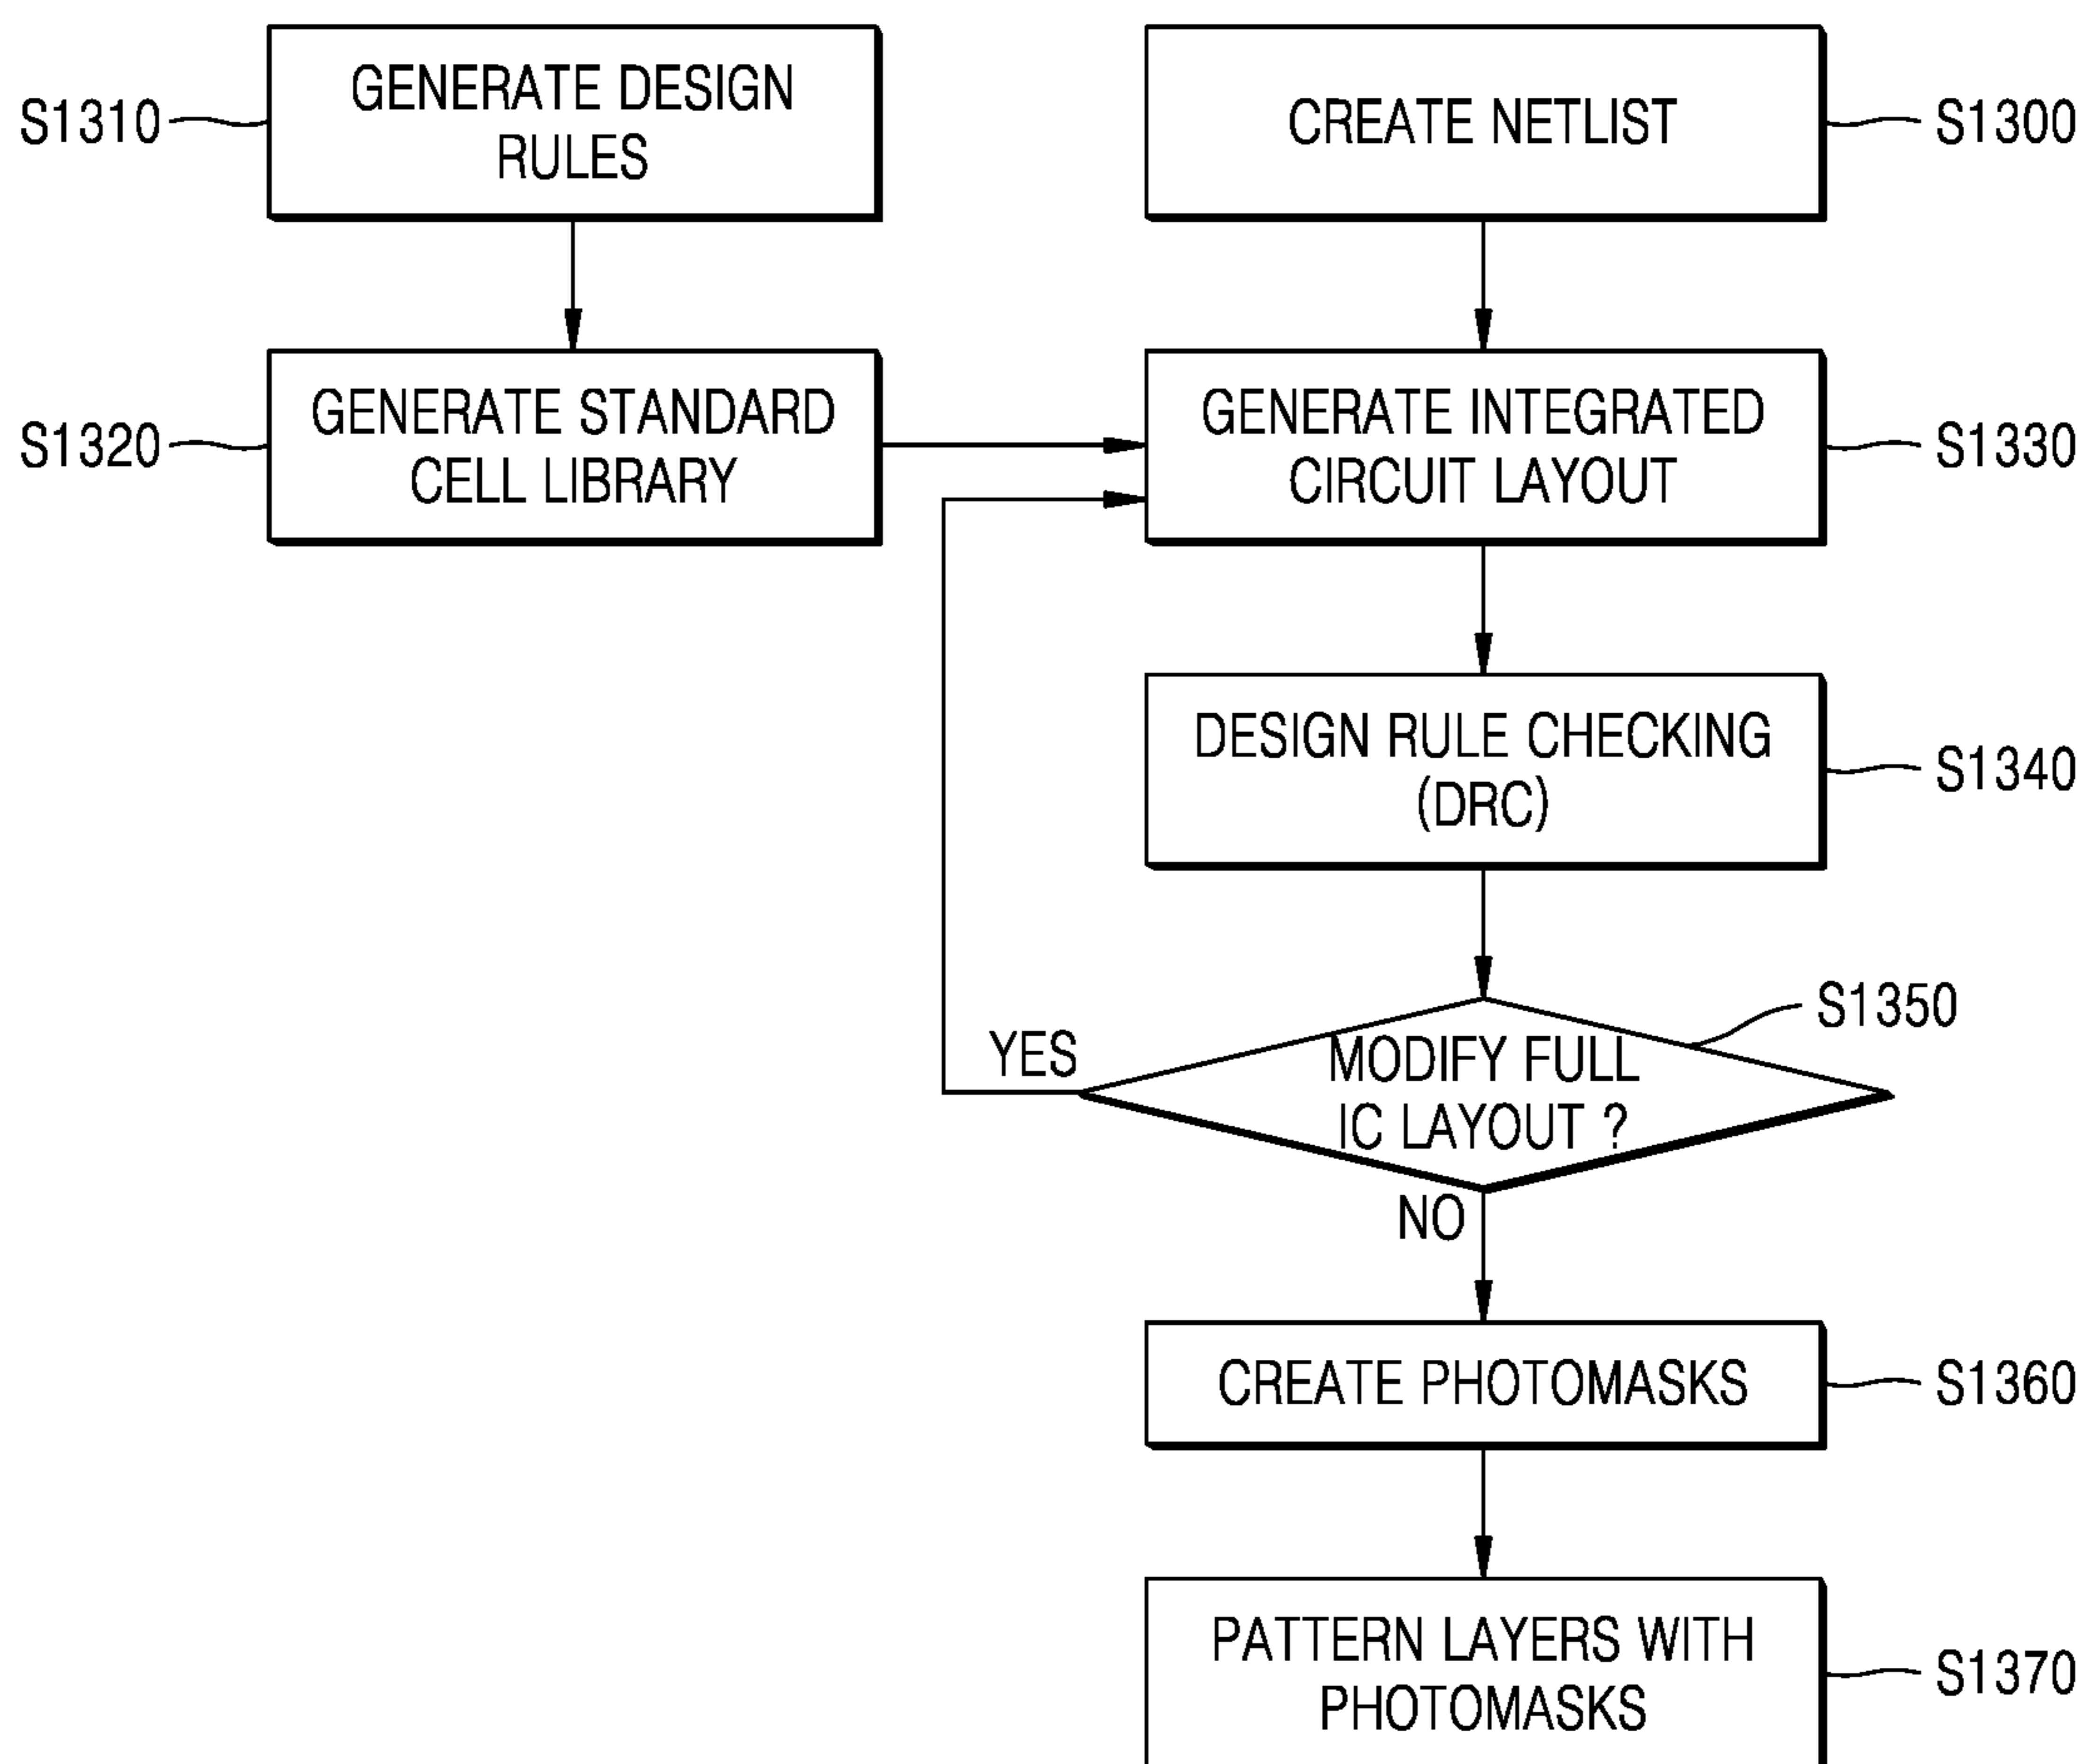 S1310
GENERATE DESIGN
RULES
CREATE NETLIST
S1300
S1320
GENERATE STANDARD
CELL LIBRARY
GENERATE INTEGRATED
CIRCUIT LAYOUT
S1330
DESIGN RULE CHECKING
(DRC)
S1340
S1350
YES
MODIFY FULL
IC LAYOUT ?
NO
CREATE PHOTOMASKS
S1360
PATTERN LAYERS WITH
PHOTOMASKS
S1370